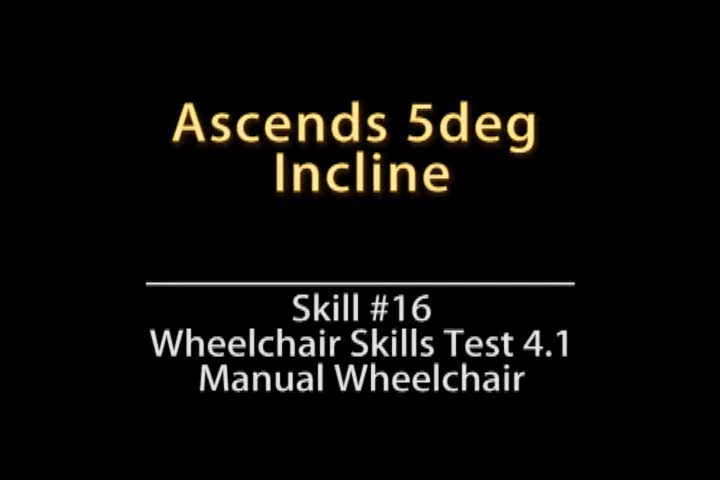 Ascends 5deg
Incline
Skill #16
Wheelchair Skills Test 4.1
Manual Wheelchair